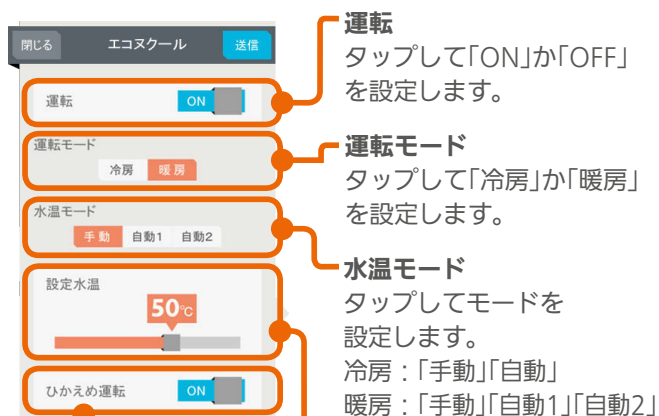 閉じる エコヌクール 送信
運転 ON
運転モード
冷房 暖房
水温モード
手動 自動1 自動2
設定水温
50℃
ひかえめ運転 ON
運転
タップして「ON」か「OFF」
を設定します。
運転モード
タップして「冷房」か「暖房」
を設定します。
水温モード
タップしてモードを
設定します。
冷房：「手動」「自動」
暖房：「手動」「自動1」「自動2」